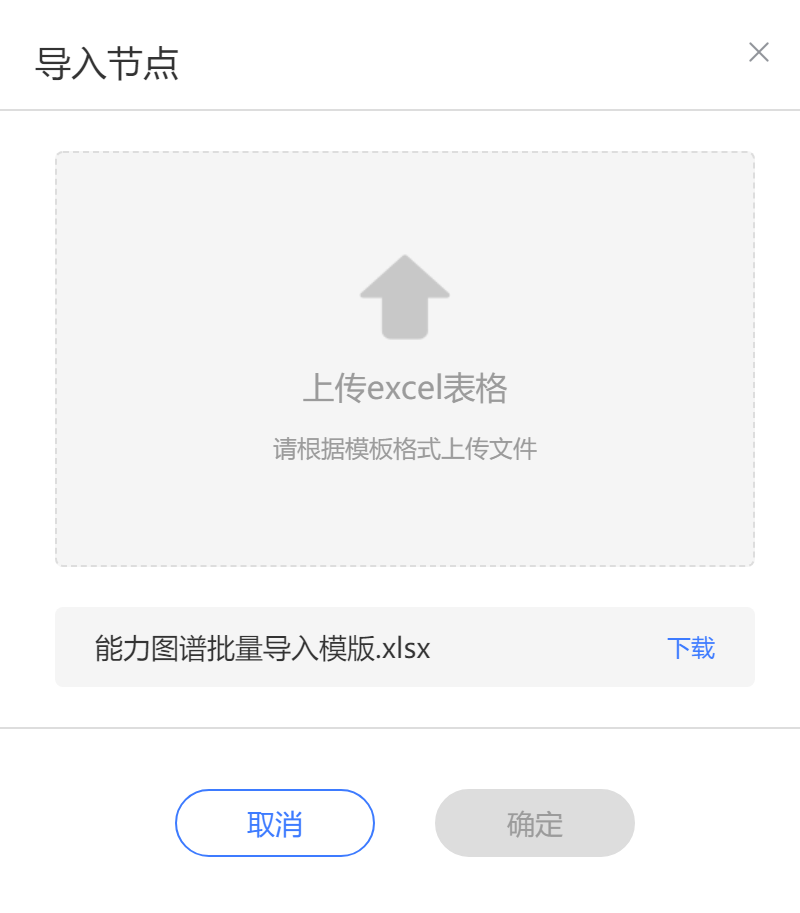 导入节点
上传excel表格
请根据模板格式上传文件
能力图谱批量导入模版.xlsx 下载
取消 确定